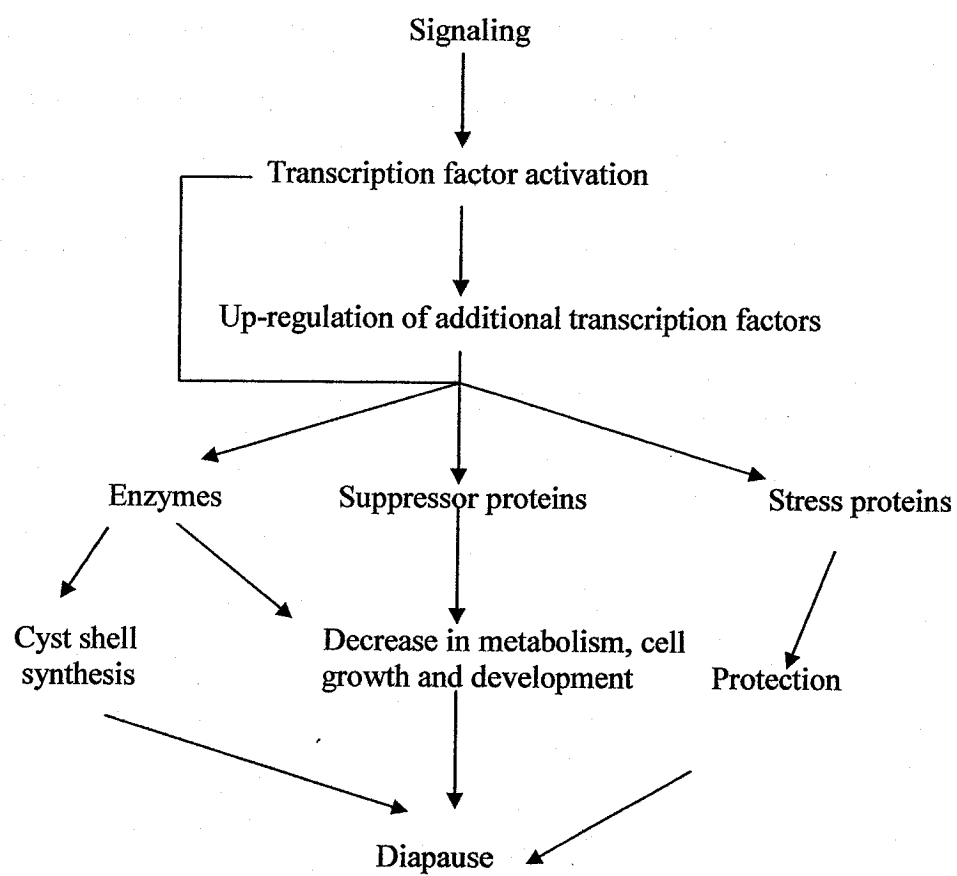 Signaling
Transcription factor activation
Up-regulation of additional transcription factors
Enzymes
Suppressor proteins
Stress proteins
Cyst shell
synthesis
Decrease in metabolism, cell
growth and development
Protection
Diapause